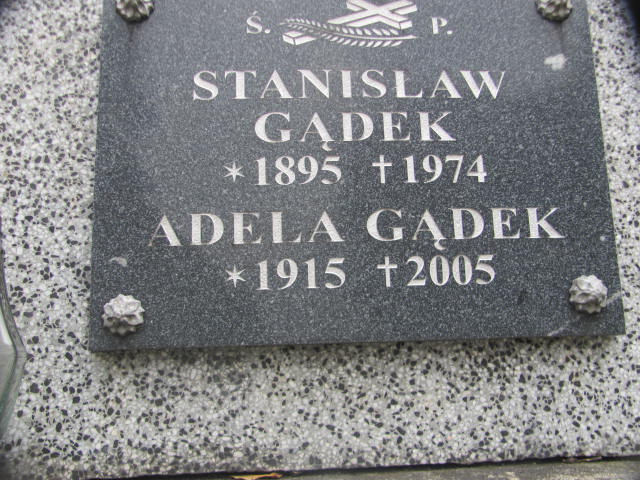 Ś. P.
STANISŁAW
GĄDEK
* 1895 † 1974
ADELA GĄDEK
* 1915 † 2005